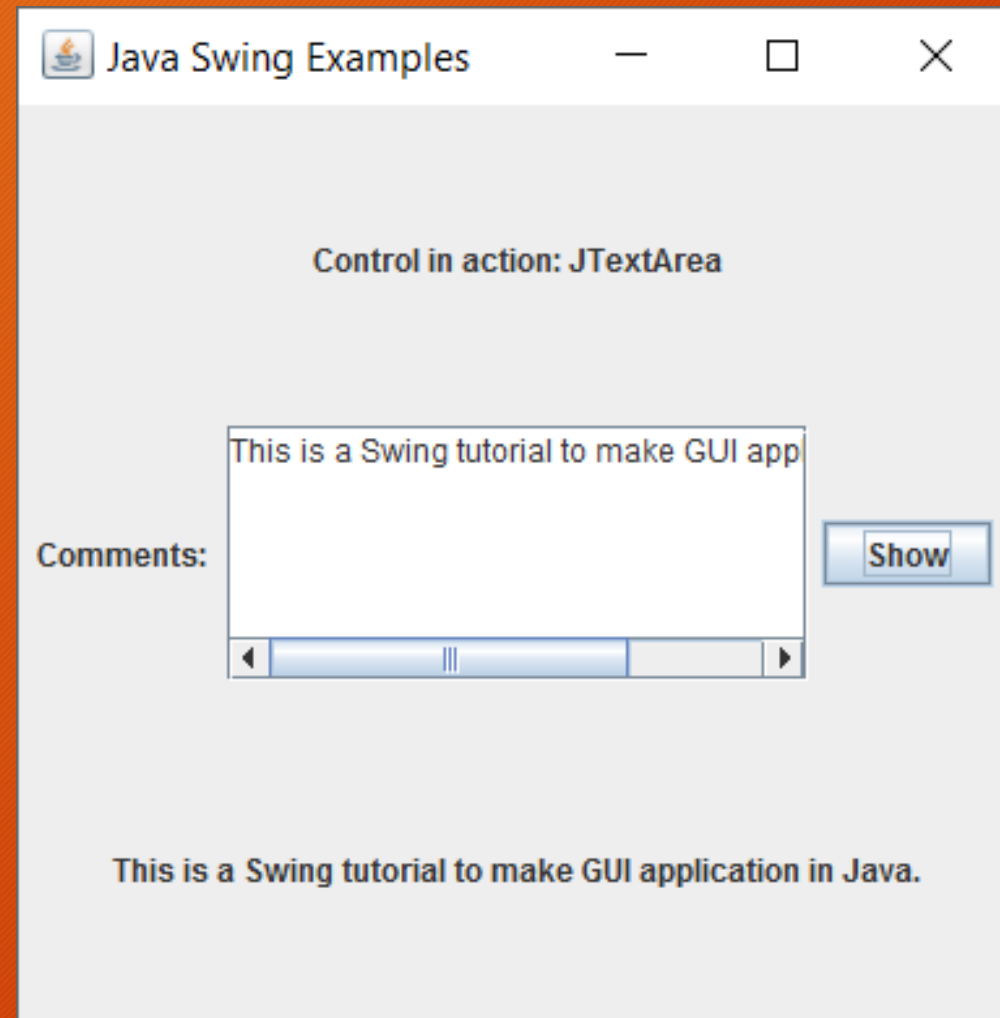 Java Swing Examples
Control in action: JTextArea
This is a Swing tutorial to make GUI appl
Comments:
Show
This is a Swing tutorial to make GUI application in Java.